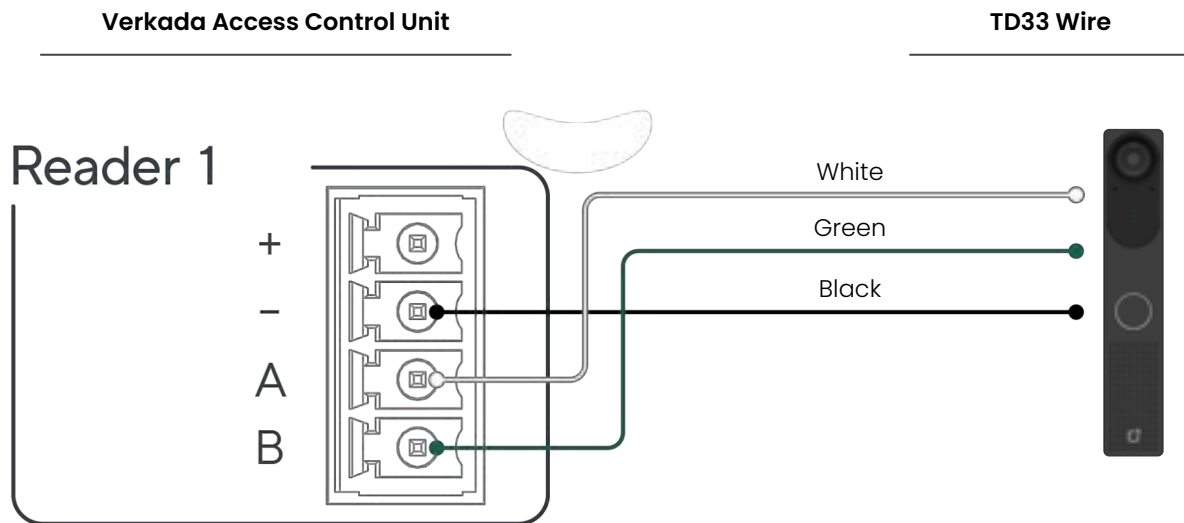 Verkada Access Control Unit
TD33 Wire
Reader 1
White
+
Green
−
Black
A
B